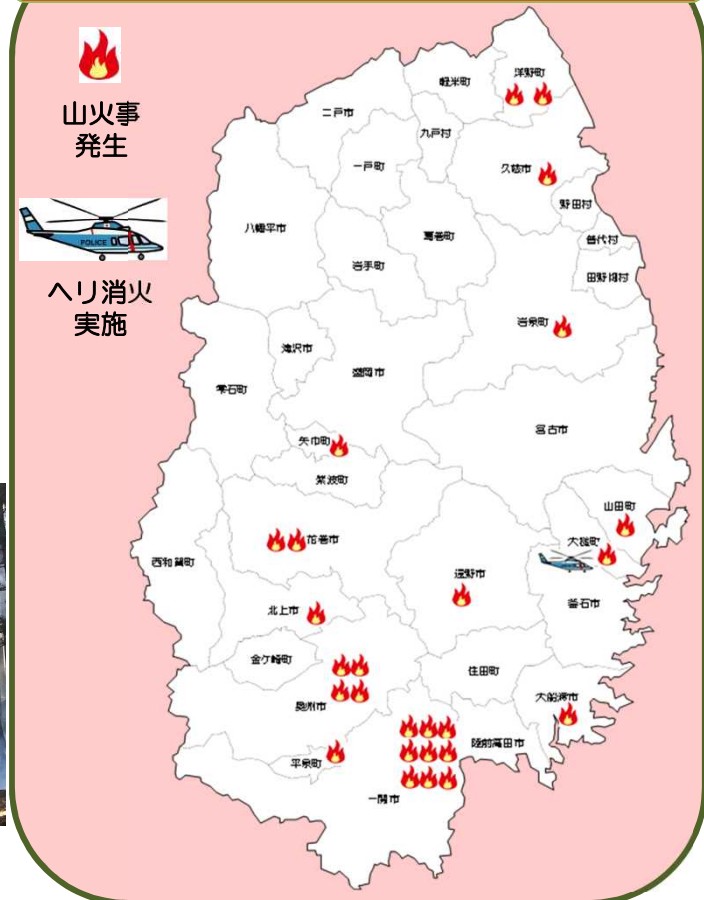 山火事
発生
POLICE
ヘリ消火
実施
洋野町
軽米町
二戸市
九戸村
一戸町
久慈市
野田村
八幡平市
葛巻町
普代村
岩手町
田野畑村
岩泉町
滝沢市
盛岡市
雫石町
宮古市
矢巾町
紫波町
山田町
花巻市
大槌町
西和賀町
遠野市
釜石市
北上市
金ケ崎町
住田町
大船渡市
奥州市
陸前高田市
平泉町
一関市